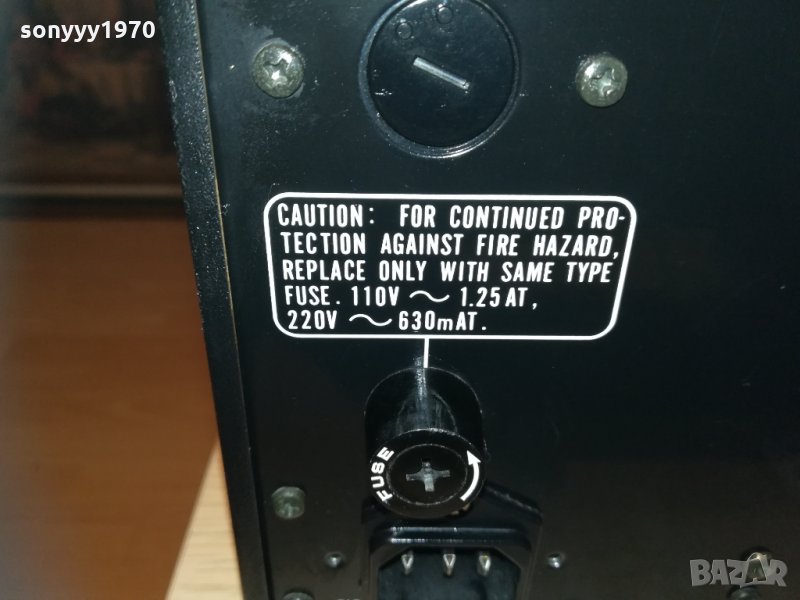 sonyyy1970
CAUTION: FOR CONTINUED PRO-
TECTION AGAINST FIRE HAZARD,
REPLACE ONLY WITH SAME TYPE
FUSE. 110V ～ 1.25AT,
220V ～ 630mAT.
FUSE
BAZAR